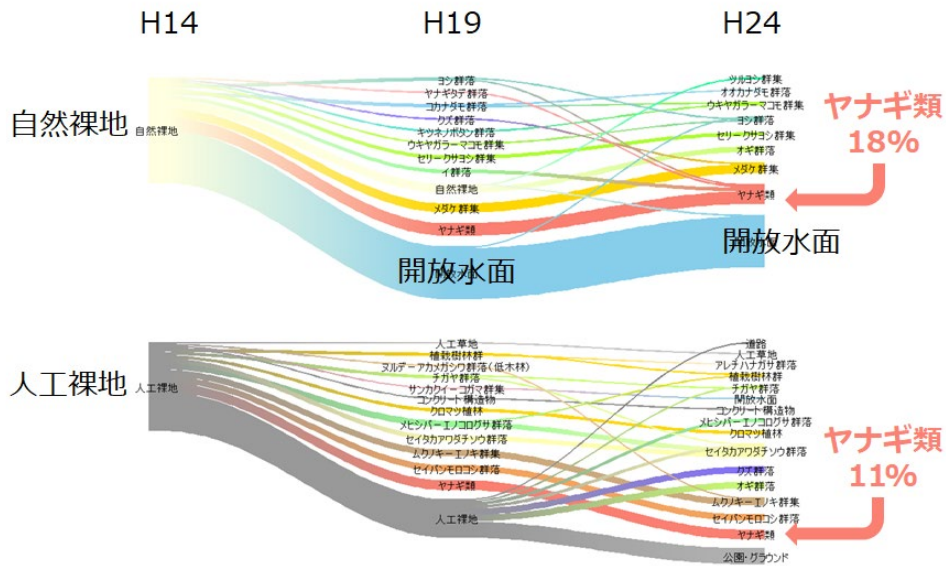 H14
H19
H24
自然裸地
自然裸地
ヨシ群落
ヤナギタデ群落
コカナダモ群落
クズ群落
キツネノボタン群落
ウキヤガラーマコモ群集
セリークサヨシ群集
イ群落
自然裸地
メダケ群集
ヤナギ類
開放水面
ツルヨシ群集
オオカナダモ群落
ウキヤガラーマコモ群集
ヨシ群落
セリークサヨシ群集
オギ群落
メダケ群集
ヤナギ類
開放水面
ヤナギ類
18%
人工裸地
人工裸地
人工草地
植栽樹林群
ヌルデーアカメガシワ群落(低木林)
チガヤ群落
サンカクイーコガマ群集
コンクリート構造物
クロマツ植林
メヒシバーエノコログサ群落
セイタカアワダチソウ群落
ムクノキーエノキ群集
セイバンモロコシ群落
ヤナギ類
人工裸地
道路
人工草地
アレチハナガサ群落
植栽樹林群
チガヤ群落
開放水面
コンクリート構造物
メヒシバーエノコログサ群落
クロマツ植林
セイタカアワダチソウ群落
クズ群落
オギ群落
ムクノキーエノキ群集
セイバンモロコシ群落
ヤナギ類
公園・グラウンド
ヤナギ類
11%